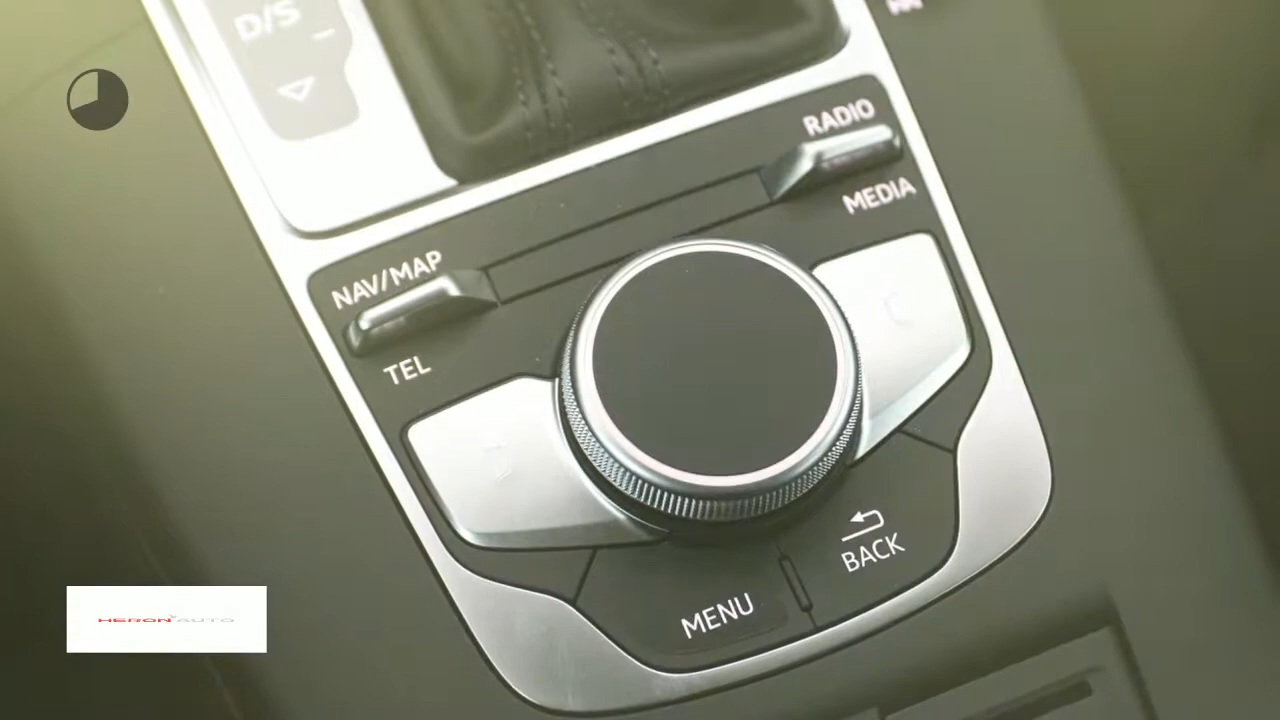 D/S
RADIO
MEDIA
NAV/MAP
TEL
BACK
MENU
HERON AUTO